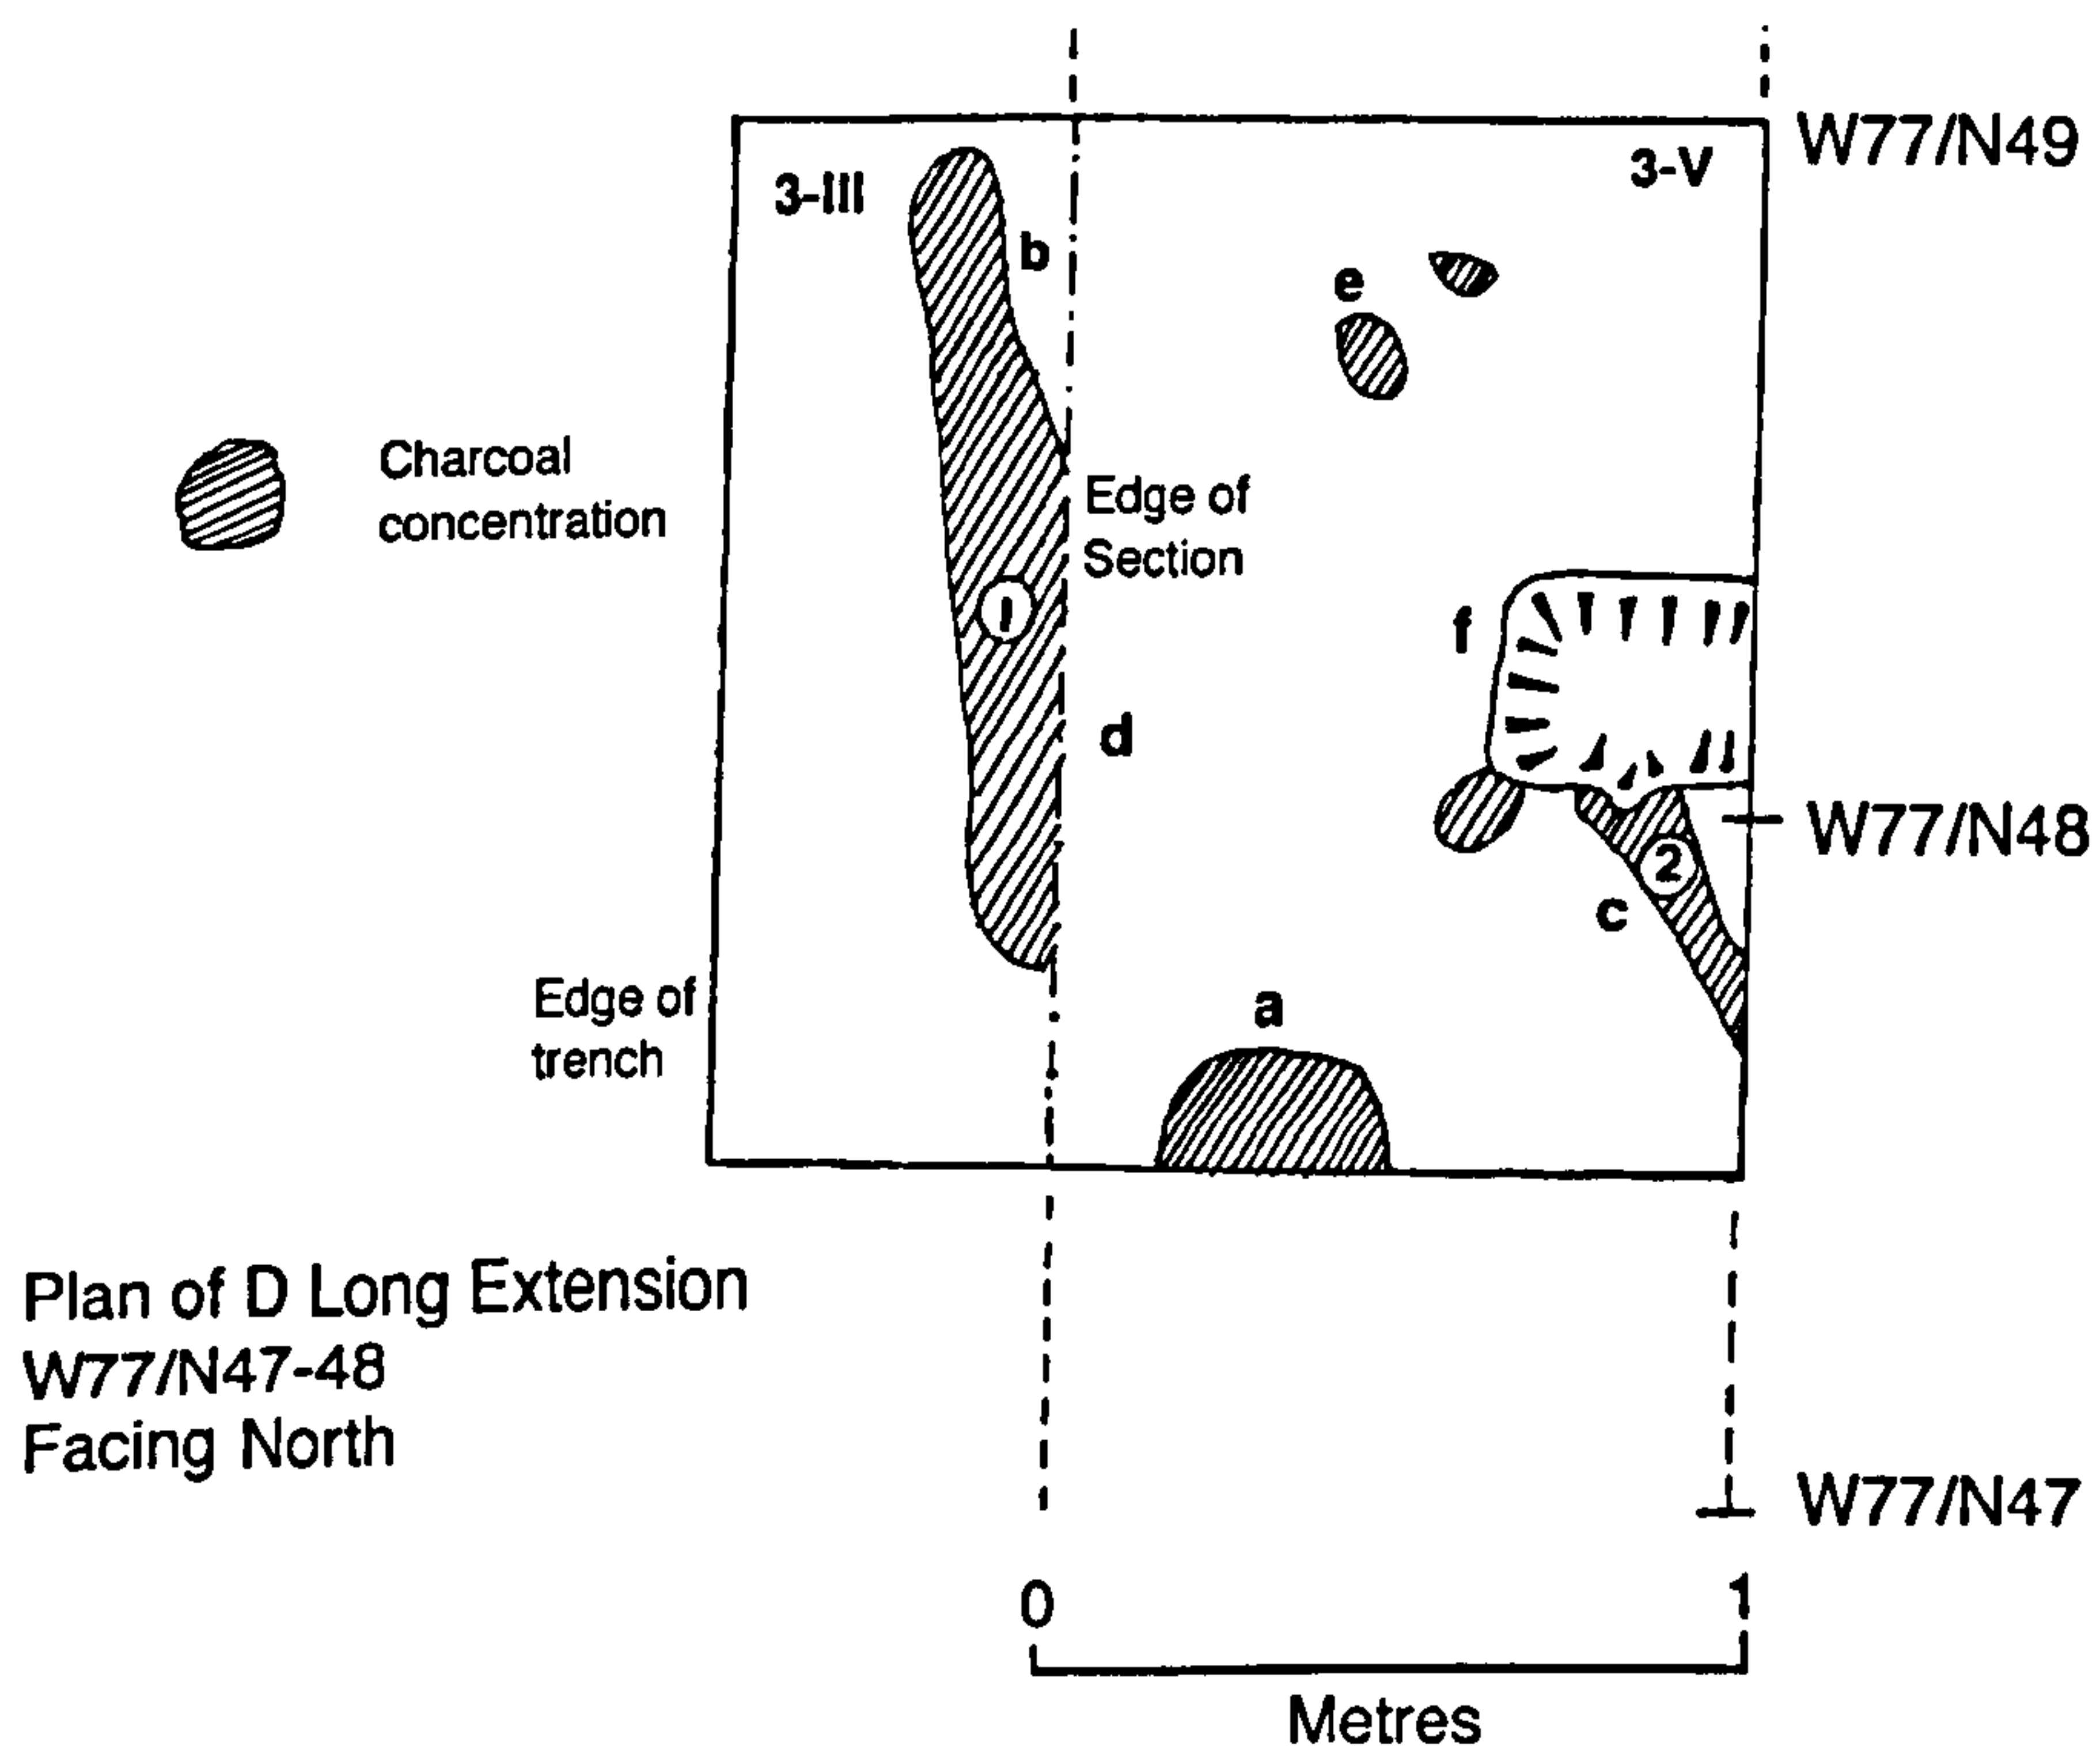 W77/N49
3-III
3-V
b
e
Charcoal
concentration
Edge of
Section
1
f
d
W77/N48
2
c
Edge of
trench
a
Plan of D Long Extension
W77/N47-48
Facing North
W77/N47
0 1
Metres